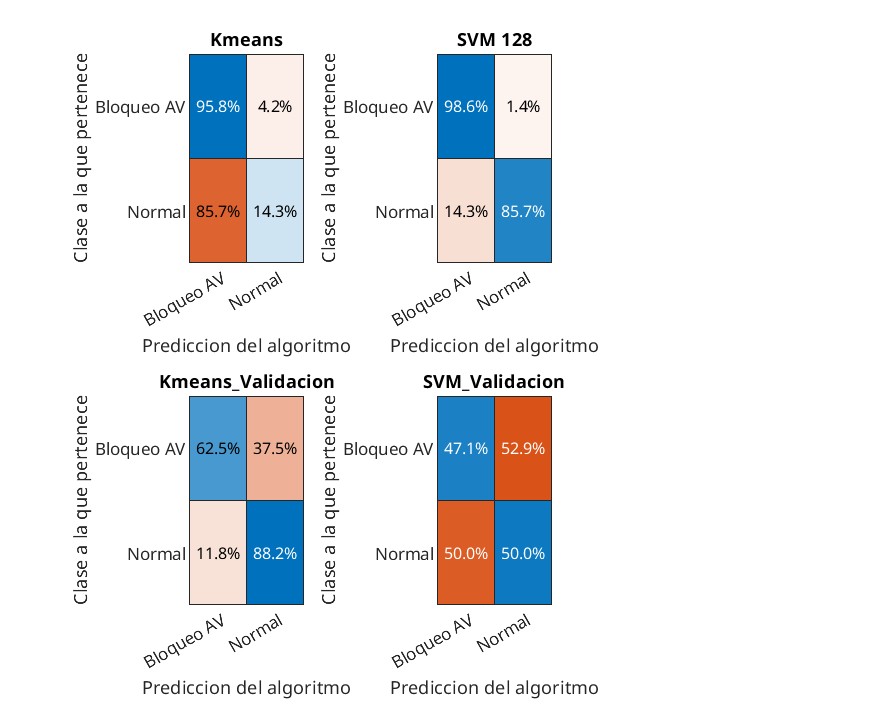 Kmeans
Clase a la que pertenece
Bloqueo AV
95.8%
4.2%
Normal
85.7%
14.3%
Bloqueo AV
Normal
Prediccion del algoritmo
SVM 128
Clase a la que pertenece
Bloqueo AV
98.6%
1.4%
Normal
14.3%
85.7%
Bloqueo AV
Normal
Prediccion del algoritmo
Kmeans_Validacion
Clase a la que pertenece
Bloqueo AV
62.5%
37.5%
Normal
11.8%
88.2%
Bloqueo AV
Normal
Prediccion del algoritmo
SVM_Validacion
Clase a la que pertenece
Bloqueo AV
47.1%
52.9%
Normal
50.0%
50.0%
Bloqueo AV
Normal
Prediccion del algoritmo